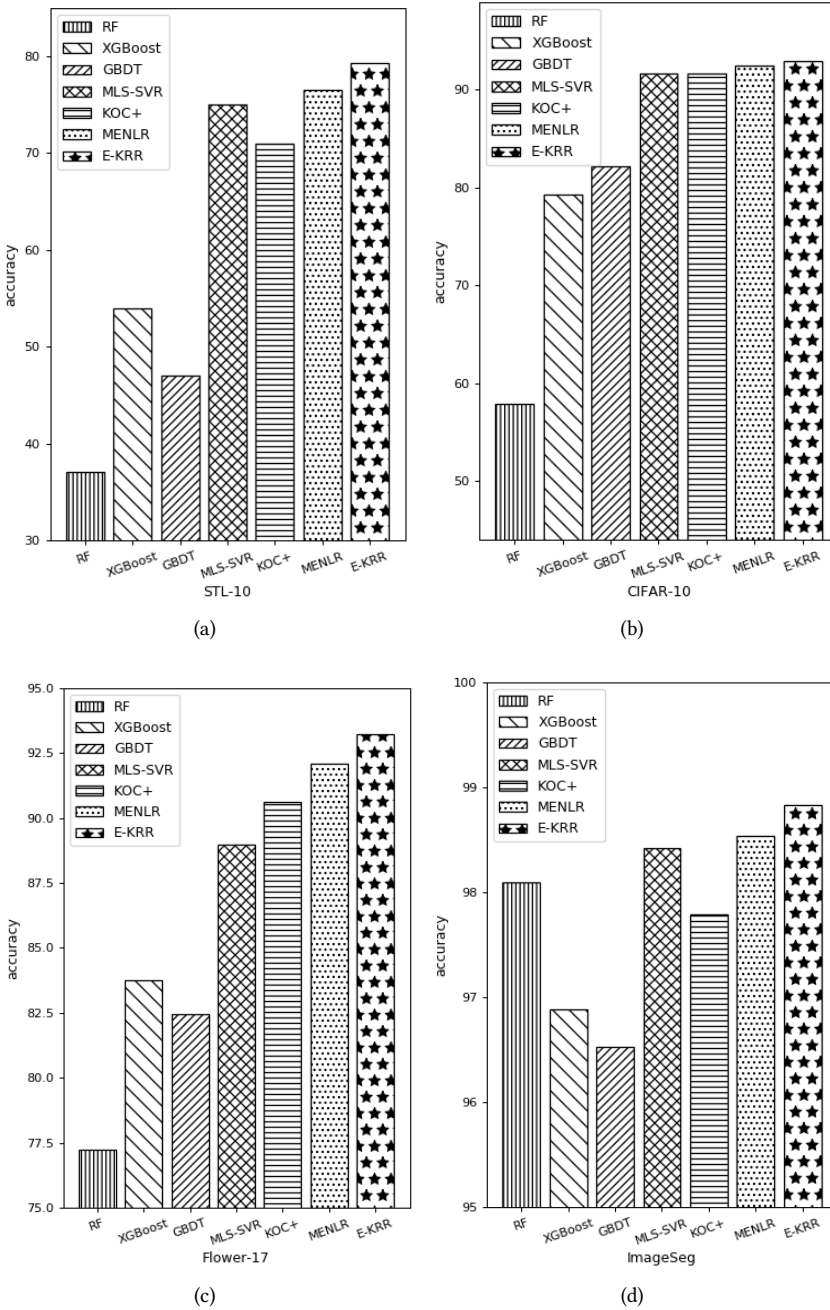 RF
XGBoost
GBDT
MLS-SVR
KOC+
MENLR
E-KRR
80
70
60
50
40
30
accuracy
RF XGBoost GBDT MLS-SVR KOC+ MENLR E-KRR
STL-10
(a)
RF
XGBoost
GBDT
MLS-SVR
KOC+
MENLR
E-KRR
90
80
70
60
50
accuracy
RF XGBoost GBDT MLS-SVR KOC+ MENLR E-KRR
CIFAR-10
(b)
RF
XGBoost
GBDT
MLS-SVR
KOC+
MENLR
E-KRR
95.0
92.5
90.0
87.5
85.0
82.5
80.0
77.5
75.0
accuracy
RF XGBoost GBDT MLS-SVR KOC+ MENLR E-KRR
Flower-17
(c)
RF
XGBoost
GBDT
MLS-SVR
KOC+
MENLR
E-KRR
100
99
98
97
96
95
accuracy
RF XGBoost GBDT MLS-SVR KOC+ MENLR E-KRR
ImageSeg
(d)